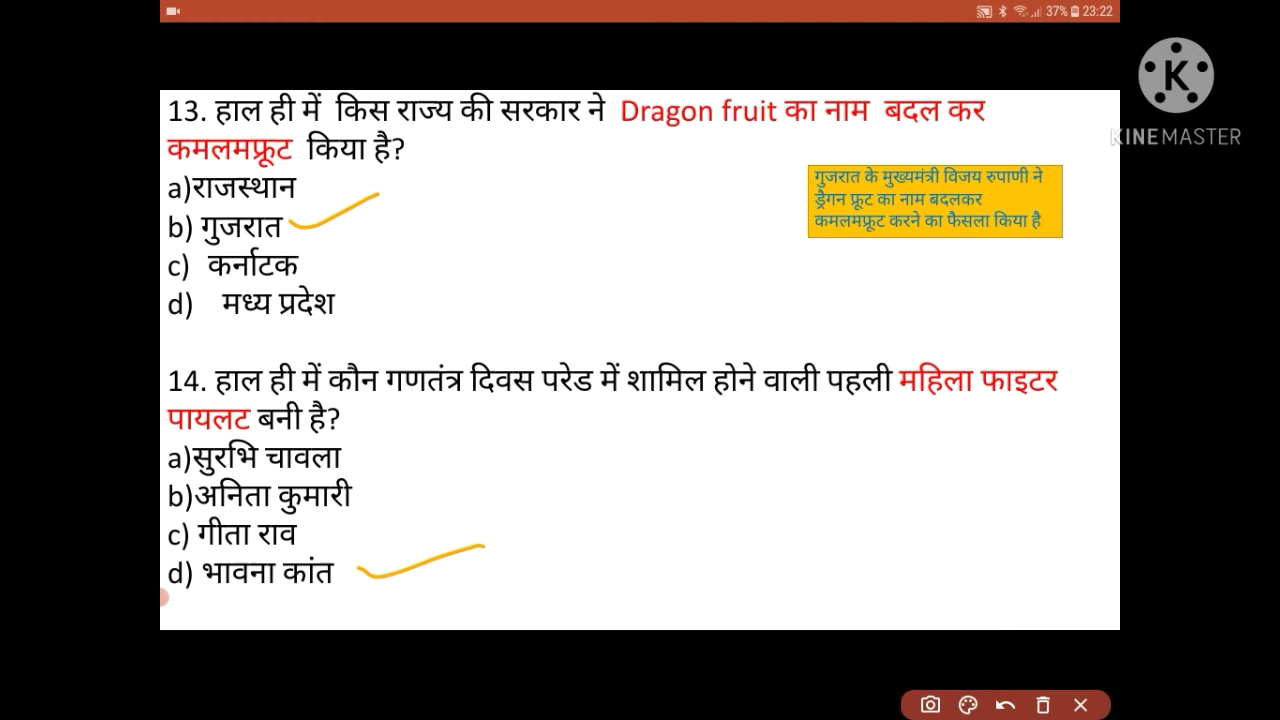 37% 23:22
K
KINEMASTER
13. हाल ही में किस राज्य की सरकार ने Dragon fruit का नाम बदल कर
कमलमफ्रूट किया है?
a)राजस्थान
b) गुजरात
c) कर्नाटक
d) मध्य प्रदेश
गुजरात के मुख्यमंत्री विजय रुपाणी ने
ड्रैगन फ्रूट का नाम बदलकर
कमलमफ्रूट करने का फैसला किया है
14. हाल ही में कौन गणतंत्र दिवस परेड में शामिल होने वाली पहली महिला फाइटर
पायलट बनी है?
a)सुरभि चावला
b)अनिता कुमारी
c) गीता राव
d) भावना कांत